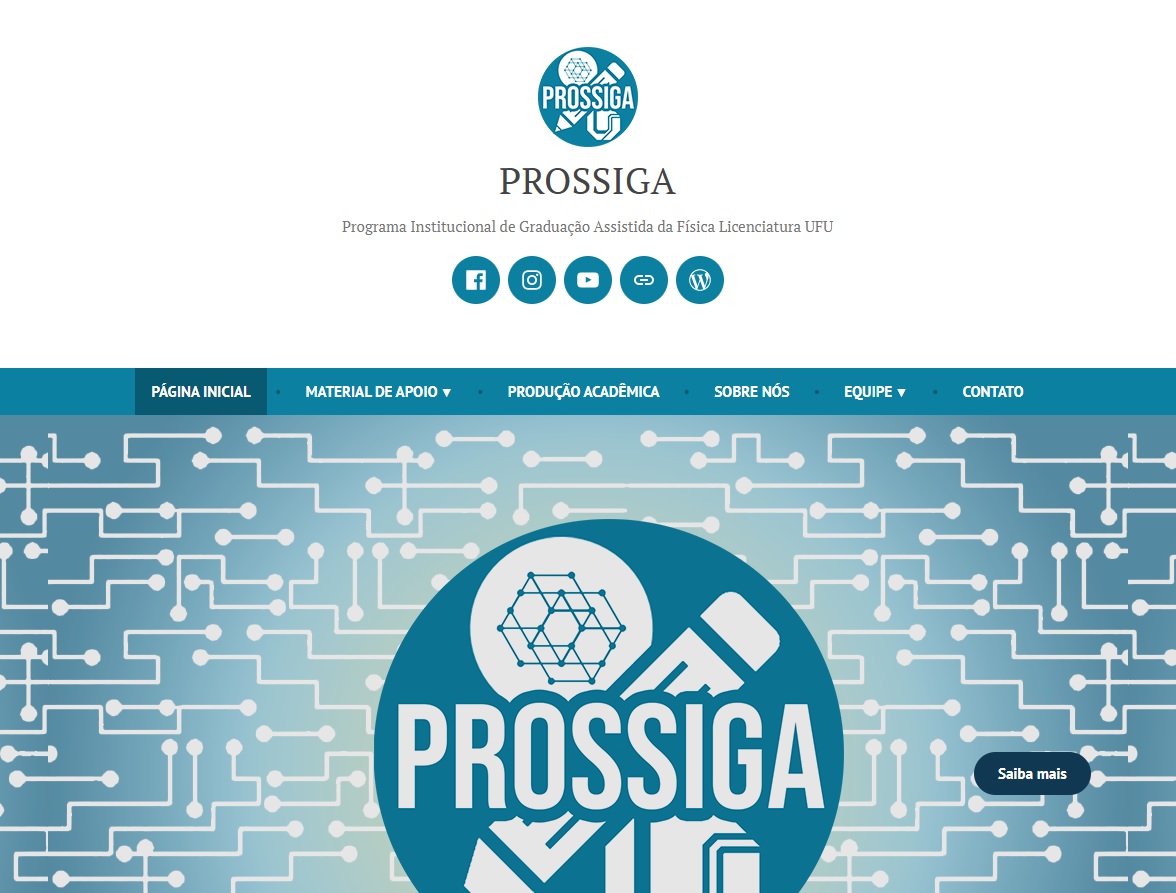 PROSSIGA
PROSSIGA
Programa Institucional de Graduação Assistida da Física Licenciatura UFU
PÁGINA INICIAL MATERIAL DE APOIO ▼ PRODUÇÃO ACADÊMICA SOBRE NÓS EQUIPE ▼ CONTATO
PROSSIGA
Saiba mais